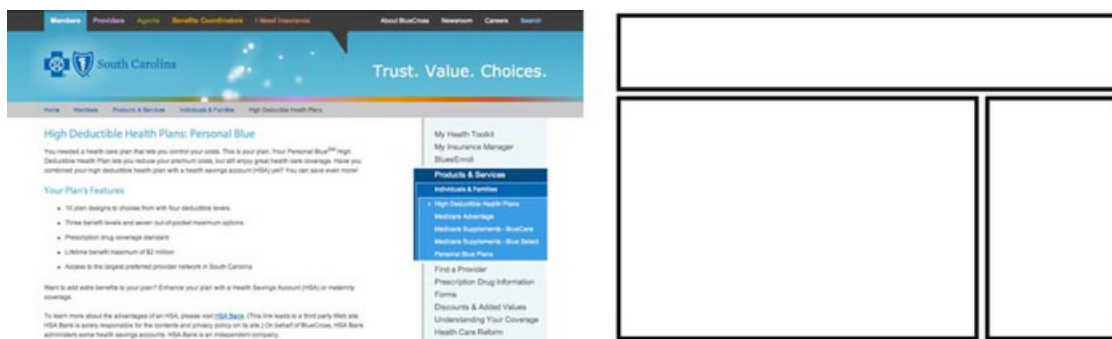 Members Providers Agents Benefits Coordinators I Need Insurance About BlueCross Newsroom Careers Search
South Carolina
Trust. Value. Choices.
Home Members Products & Services Individuals & Families High Deductible Health Plans
High Deductible Health Plans: Personal Blue
You needed a health care plan that lets you control your costs. This is your plan. Your Personal Blue℠ High
Deductible Health Plan lets you reduce your premium costs, but still enjoy great health care coverage. Have you
combined your high deductible health plan with a health savings account (HSA) yet? You can save even more!
Your Plan's Features
10 plan designs to choose from with four deductible levels
Three benefit levels and seven out-of-pocket maximum options
Prescription drug coverage standard
Lifetime benefit maximum of $2 million
Access to the largest preferred provider network in South Carolina
Want to add extra benefits to your plan? Enhance your plan with a Health Savings Account (HSA) or maternity
coverage.
To learn more about the advantages of an HSA, please visit HSA Bank. (This link leads to a third party Web site.
HSA Bank is solely responsible for the contents and privacy policy on its site.) On behalf of BlueCross, HSA Bank
administers some health savings accounts. HSA Bank is an independent company.
My Health Toolkit
My Insurance Manager
BluesEnroll
Products & Services
Individuals & Families
High Deductible Health Plans
Medicare Advantage
Medicare Supplements - BlueCare
Medicare Supplements - Blue Select
Personal Blue Plans
Find a Provider
Prescription Drug Information
Forms
Discounts & Added Values
Understanding Your Coverage
Health Care Reform